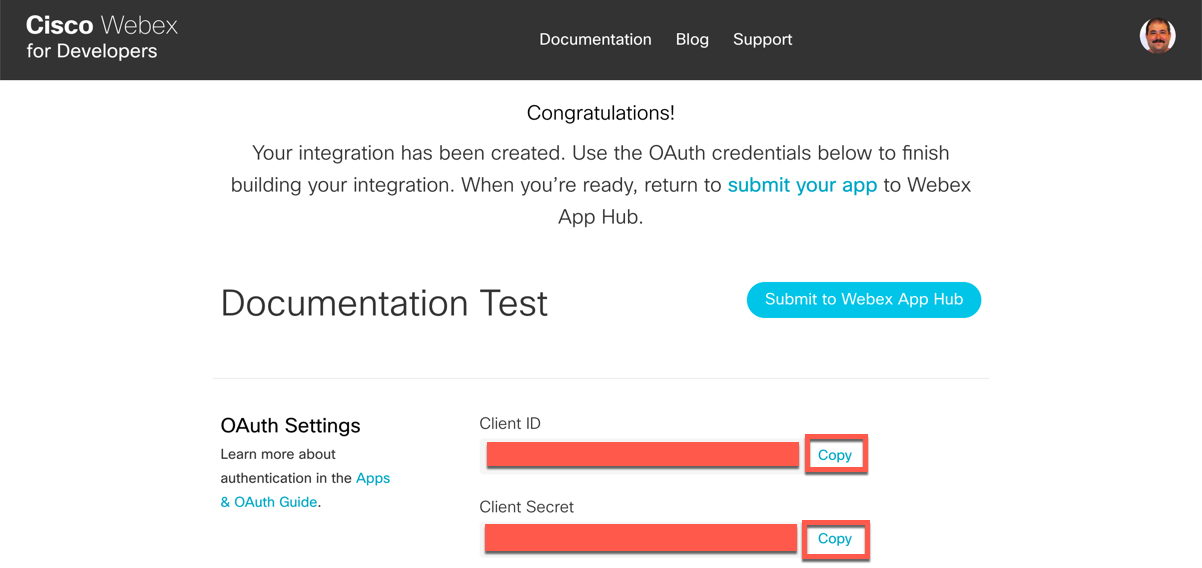 Cisco Webex
for Developers
Documentation Blog Support
Congratulations!
Your integration has been created. Use the OAuth credentials below to finish
building your integration. When you’re ready, return to submit your app to Webex
App Hub.
Documentation Test
Submit to Webex App Hub
OAuth Settings
Learn more about
authentication in the Apps
& OAuth Guide.
Client ID
Copy
Client Secret
Copy